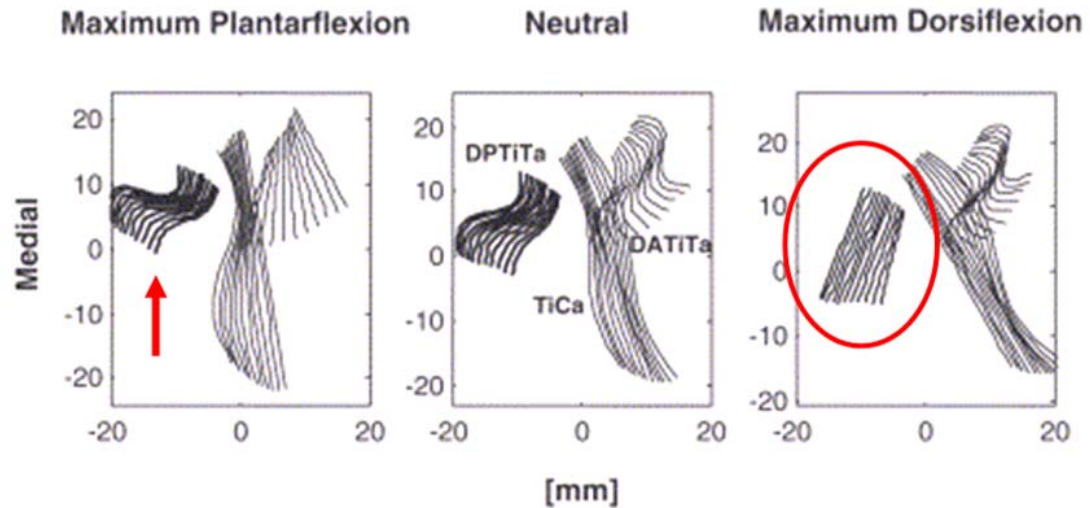 Maximum Plantarflexion Neutral Maximum Dorsiflexion
20 20 20
DPTiTa
10 10 10
Medial 0 0 0
DATiTa
TiCa
-10 -10 -10
-20 -20 -20
-20 0 20 -20 0 20 -20 0 20
[mm]